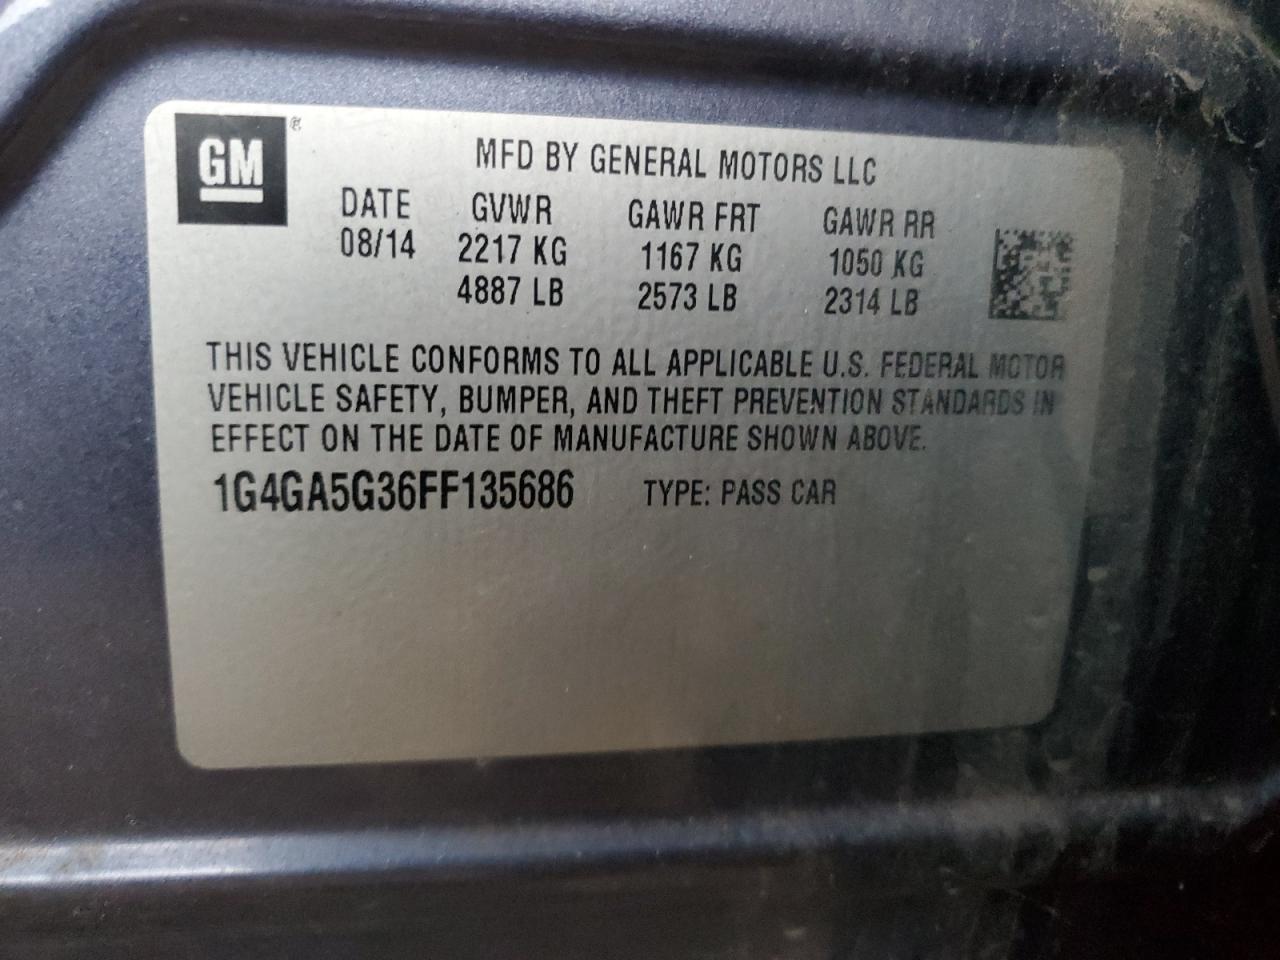 GM
MFD BY GENERAL MOTORS LLC
DATE GVWR GAWR FRT GAWR RR
08/14 2217 KG 1167 KG 1050 KG
4887 LB 2573 LB 2314 LB
THIS VEHICLE CONFORMS TO ALL APPLICABLE U.S. FEDERAL MOTOR
VEHICLE SAFETY, BUMPER, AND THEFT PREVENTION STANDARDS IN
EFFECT ON THE DATE OF MANUFACTURE SHOWN ABOVE.
1G4GA5G36FF135686 TYPE: PASS CAR